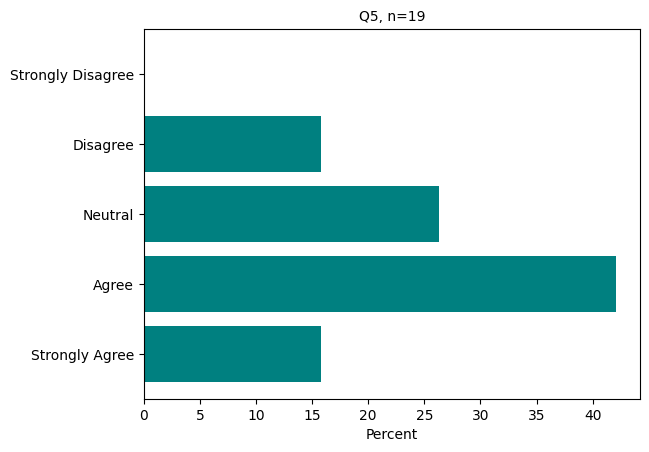 Q5, n=19
Strongly Disagree
Disagree
Neutral
Agree
Strongly Agree
0 5 10 15 20 25 30 35 40
Percent